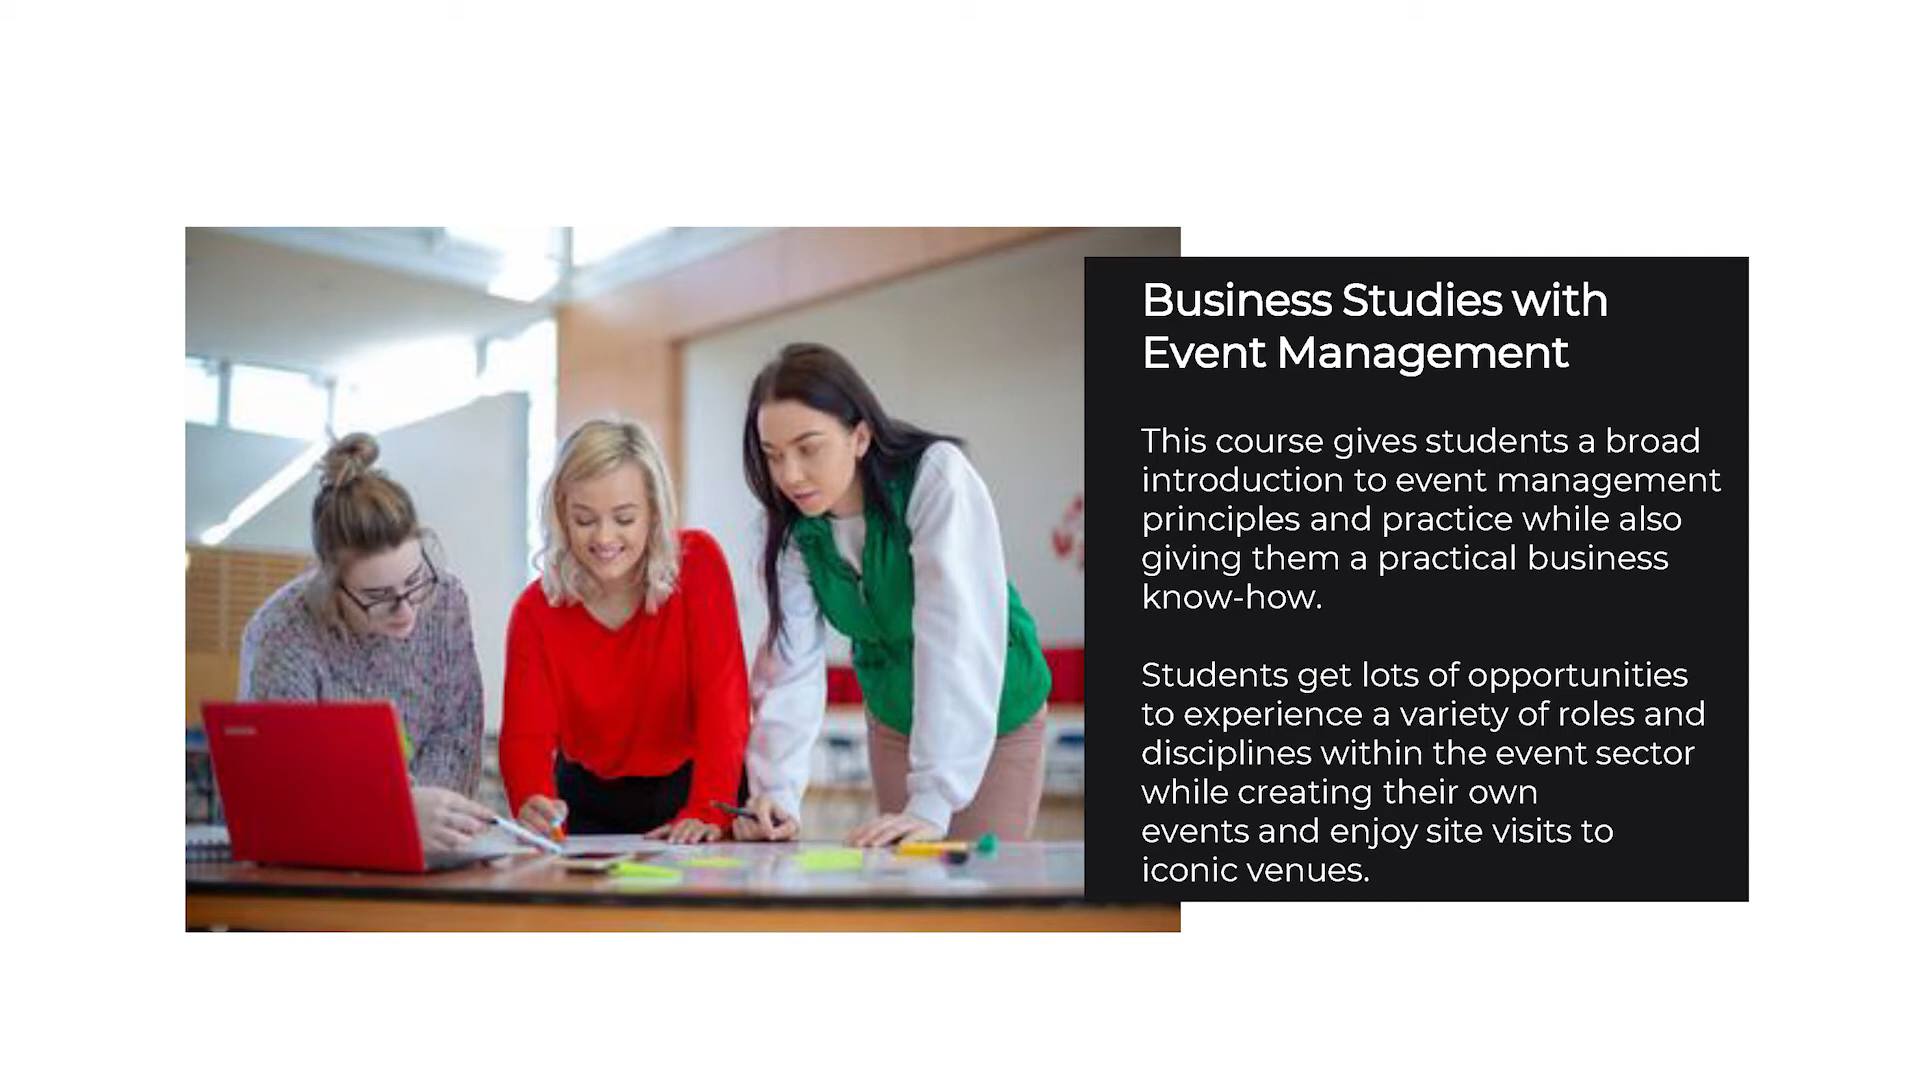 Business Studies with
Event Management
This course gives students a broad
introduction to event management
principles and practice while also
giving them a practical business
know-how.
Students get lots of opportunities
to experience a variety of roles and
disciplines within the event sector
while creating their own
events and enjoy site visits to
iconic venues.